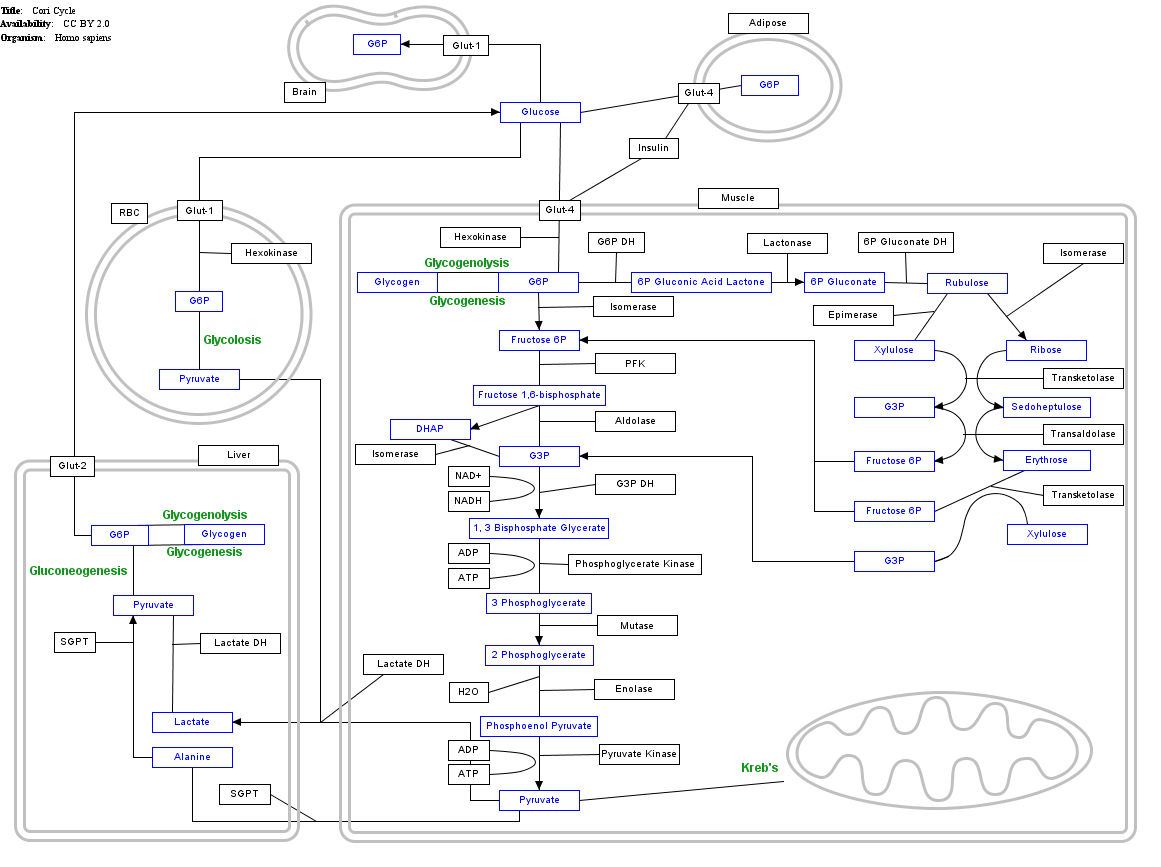 Title: Cori Cycle
Availability: CC BY 2.0
Organism: Homo sapiens
Adipose
G6P
Glut-1
Brain
Glut-4
G6P
Glucose
Insulin
Muscle
RBC
Glut-1
Glut-4
Hexokinase
Hexokinase
G6P DH
Lactonase
6P Gluconate DH
Isomerase
Glycogenolysis
Glycogen
G6P
6P Gluconic Acid Lactone
6P Gluconate
Rubulose
Glycogenesis
G6P
Isomerase
Epimerase
Glycolosis
Fructose 6P
Xylulose
Ribose
Pyruvate
PFK
Transketolase
Fructose 1,6-bisphosphate
G3P
Sedoheptulose
DHAP
Aldolase
Transaldolase
Isomerase
G3P
Fructose 6P
Erythrose
Liver
Glut-2
NAD+
NADH
G3P DH
Transketolase
Fructose 6P
Glycogenolysis
G6P
Glycogen
Glycogenesis
1, 3 Bisphosphate Glycerate
Xylulose
Gluconeogenesis
ADP
ATP
Phosphoglycerate Kinase
G3P
Pyruvate
3 Phosphoglycerate
Mutase
SGPT
Lactate DH
Lactate DH
2 Phosphoglycerate
H2O
Enolase
Lactate
Phosphoenol Pyruvate
Alanine
ADP
ATP
Pyruvate Kinase
Kreb's
SGPT
Pyruvate